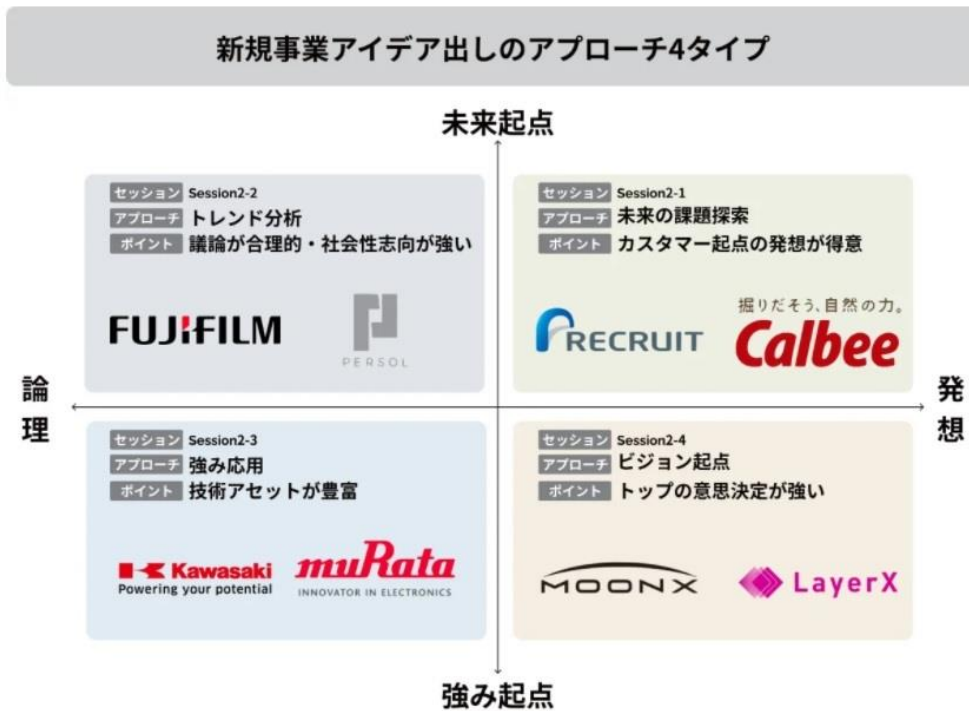 新規事業アイデア出しのアプローチ4タイプ
未来起点
セッション Session2-2
アプローチ トレンド分析
ポイント 議論が合理的・社会性志向が強い
FUJIFILM
PERSOL
セッション Session2-1
アプローチ 未来の課題探索
ポイント カスタマー起点の発想が得意
RECRUIT
掘りだそう、自然の力。
Calbee
論理
発想
セッション Session2-3
アプローチ 強み応用
ポイント 技術アセットが豊富
Kawasaki
Powering your potential
muRata
INNOVATOR IN ELECTRONICS
セッション Session2-4
アプローチ ビジョン起点
ポイント トップの意思決定が強い
MOONX
LayerX
強み起点